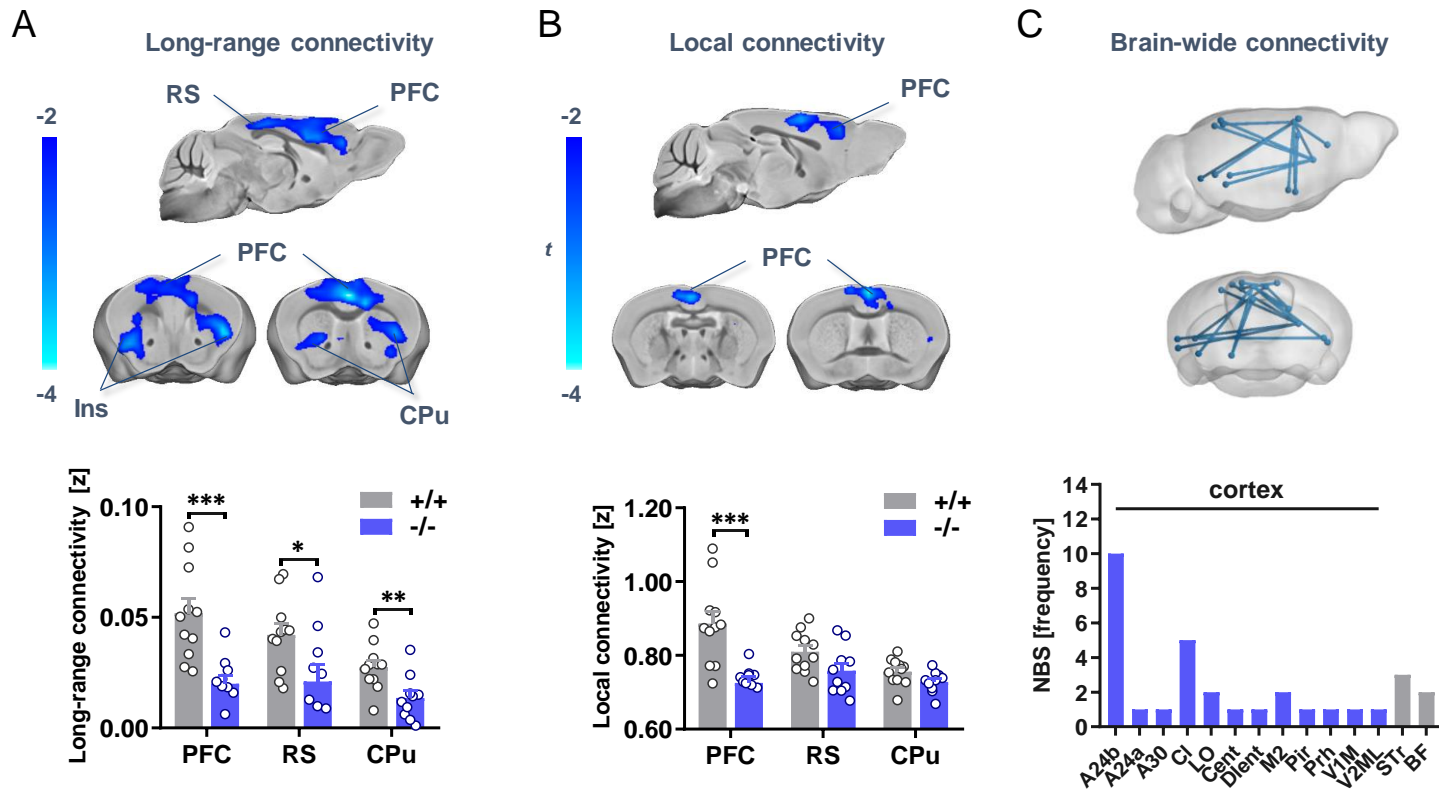 A
Long-range connectivity
RS
PFC
-2
-4
PFC
Ins
CPu
Long-range connectivity [z]
0.10
0.05
0.00
***
*
**
+/+
-/-
PFC
RS
CPu
B
Local connectivity
PFC
-2
t
-4
PFC
Local connectivity [z]
1.20
1.00
0.80
0.60
***
+/+
-/-
PFC
RS
CPu
C
Brain-wide connectivity
NBS [frequency]
14
12
10
8
6
4
2
0
cortex
A24b
A24a
A30
Cl
LO
Cent
Dlent
M2
Pir
Prh
V1M
V2ML
STr
BF